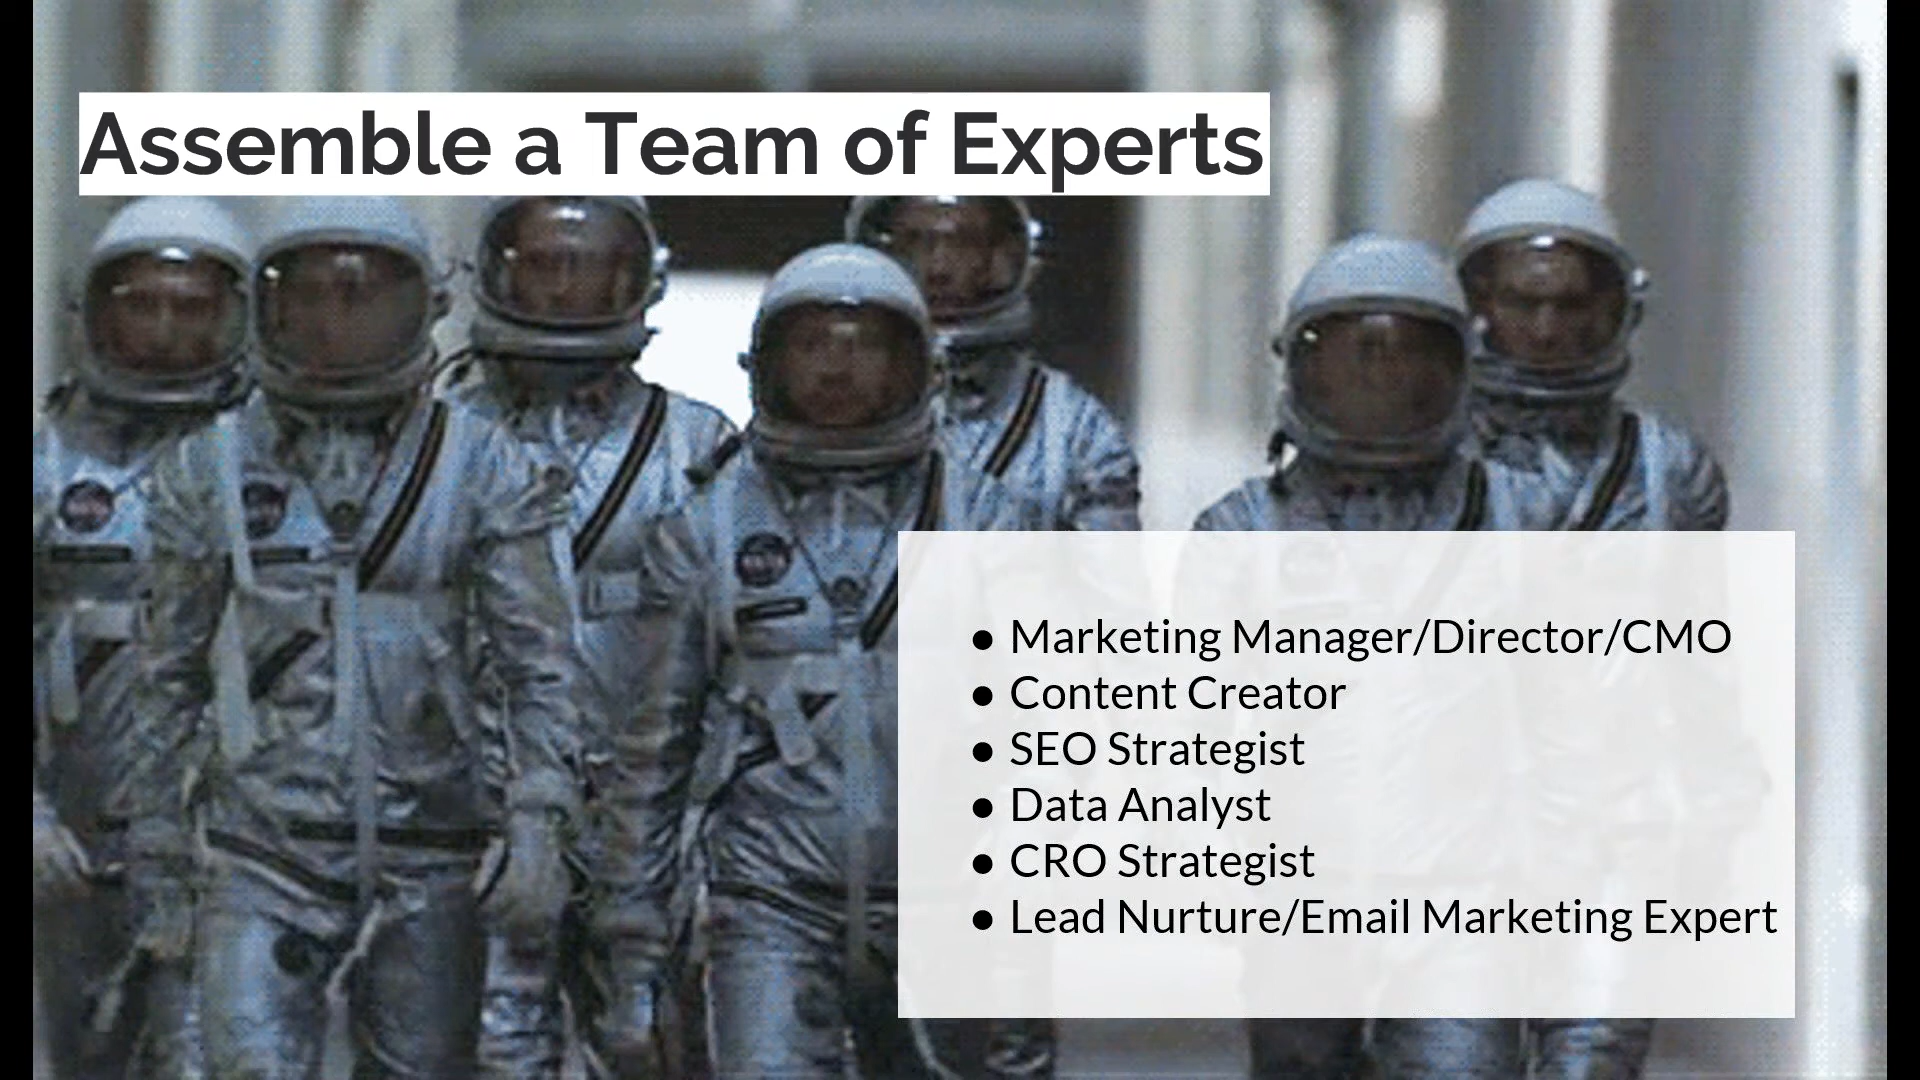 Assemble a Team of Experts
● Marketing Manager/Director/CMO
● Content Creator
● SEO Strategist
● Data Analyst
● CRO Strategist
● Lead Nurture/Email Marketing Expert